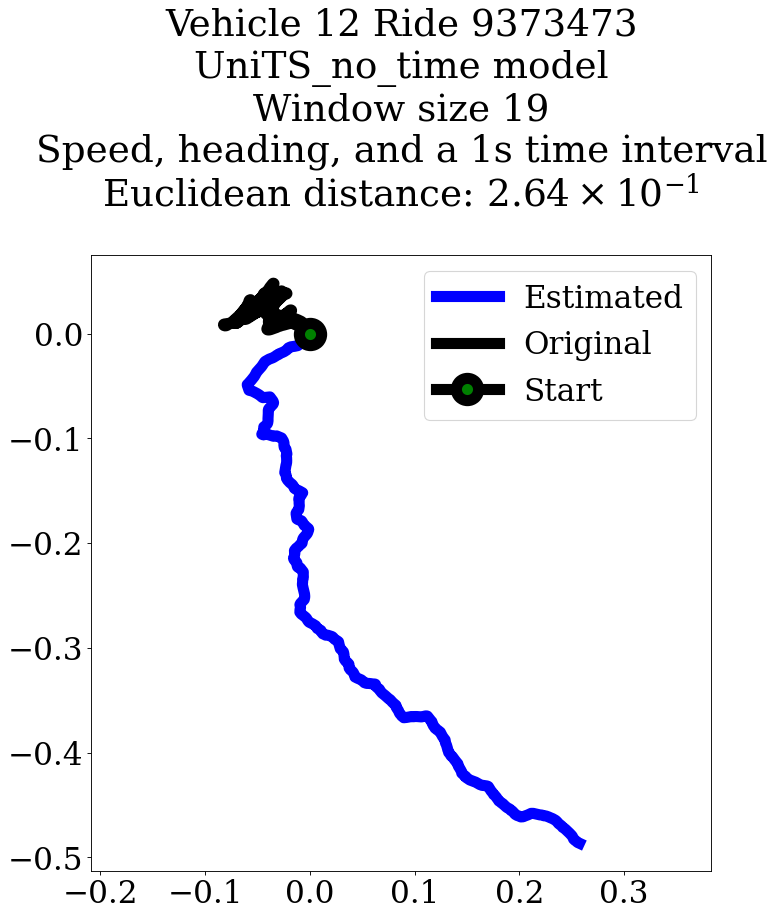 Vehicle 12 Ride 9373473
UniTS_no_time model
Window size 19
Speed, heading, and a 1s time interval
Euclidean distance: 2.64 × 10⁻¹
Estimated
Original
Start
0.0
−0.1
−0.2
−0.3
−0.4
−0.5
−0.2 −0.1 0.0 0.1 0.2 0.3